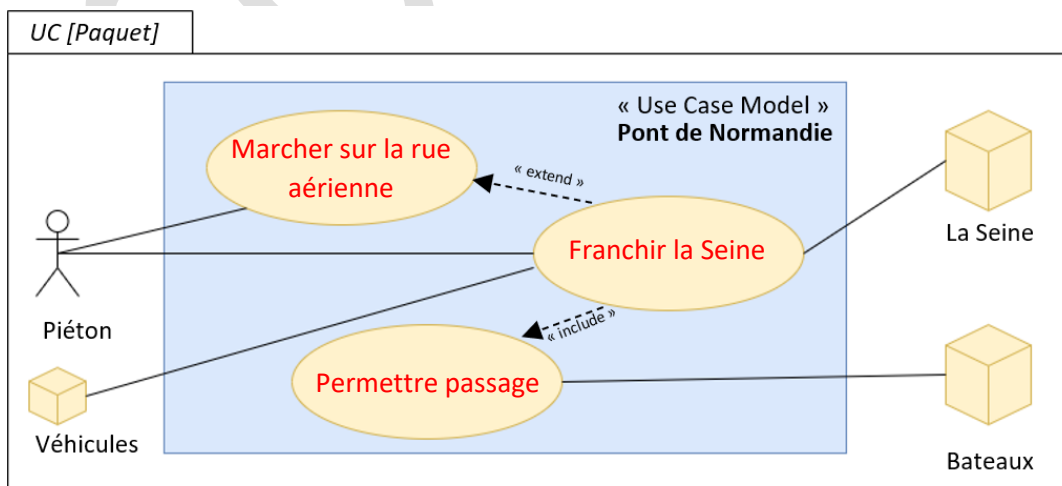 UC [Paquet]
« Use Case Model »
Pont de Normandie
Marcher sur la rue
aérienne
« extend »
Franchir la Seine
La Seine
Piéton
« include »
Permettre passage
Véhicules
Bateaux